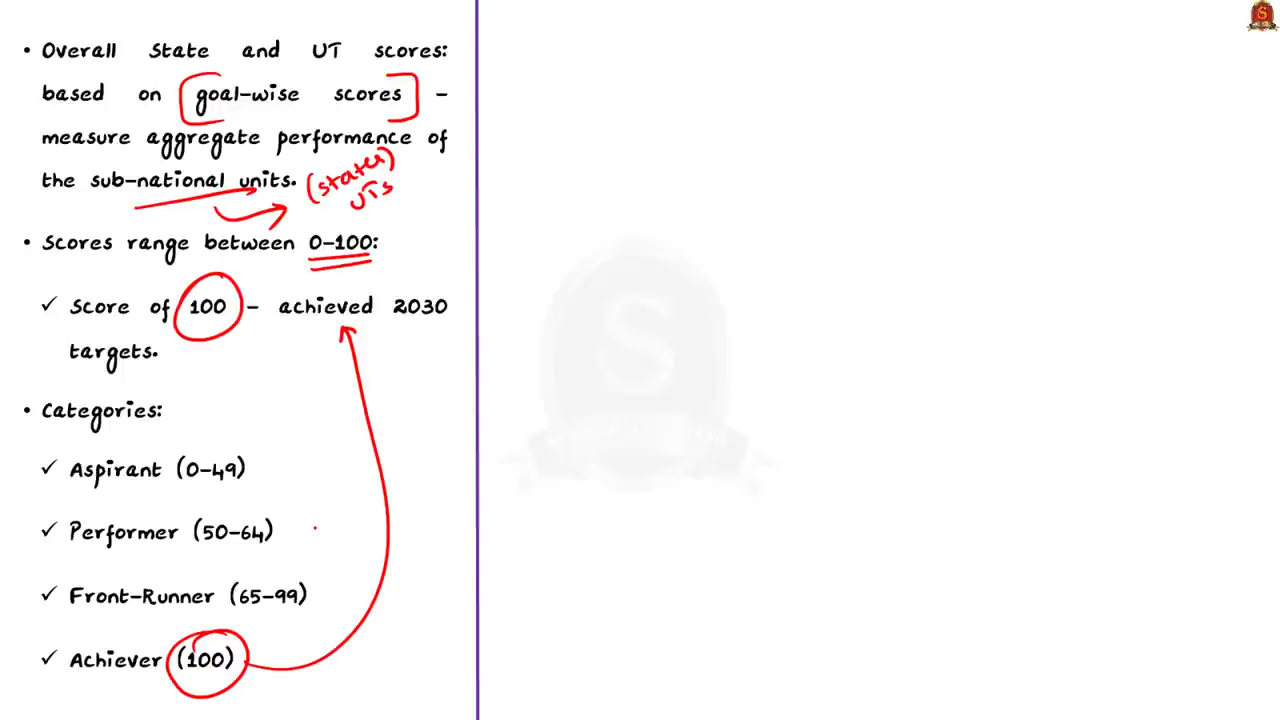 • Overall State and UT scores:
based on goal-wise scores -
measure aggregate performance of
the sub-national units.
(states)
UTs
• Scores range between 0-100:
✓ Score of 100 - achieved 2030
targets.
• Categories:
✓ Aspirant (0-49)
✓ Performer (50-64)
✓ Front-Runner (65-99)
✓ Achiever (100)
S